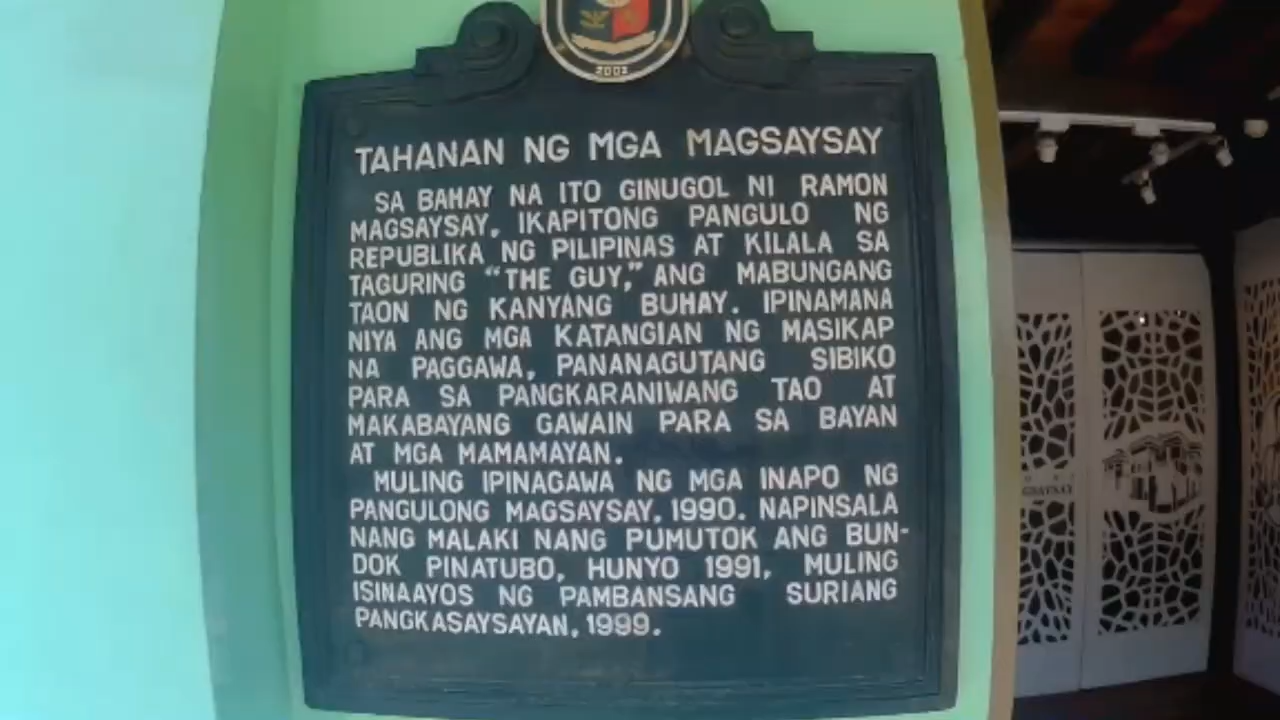 2002
TAHANAN NG MGA MAGSAYSAY
SA BAHAY NA ITO GINUGOL NI RAMON
MAGSAYSAY, IKAPITONG PANGULO NG
REPUBLIKA NG PILIPINAS AT KILALA SA
TAGURING “THE GUY,” ANG MABUNGANG
TAON NG KANYANG BUHAY. IPINAMANA
NIYA ANG MGA KATANGIAN NG MASIKAP
NA PAGGAWA, PANANAGUTANG SIBIKO
PARA SA PANGKARANIWANG TAO AT
MAKABAYANG GAWAIN PARA SA BAYAN
AT MGA MAMAMAYAN.
MULING IPINAGAWA NG MGA INAPO NG
PANGULONG MAGSAYSAY, 1990. NAPINSALA
NANG MALAKI NANG PUMUTOK ANG BUN-
DOK PINATUBO, HUNYO 1991, MULING
ISINAAYOS NG PAMBANSANG SURIANG
PANGKASAYSAYAN, 1999.